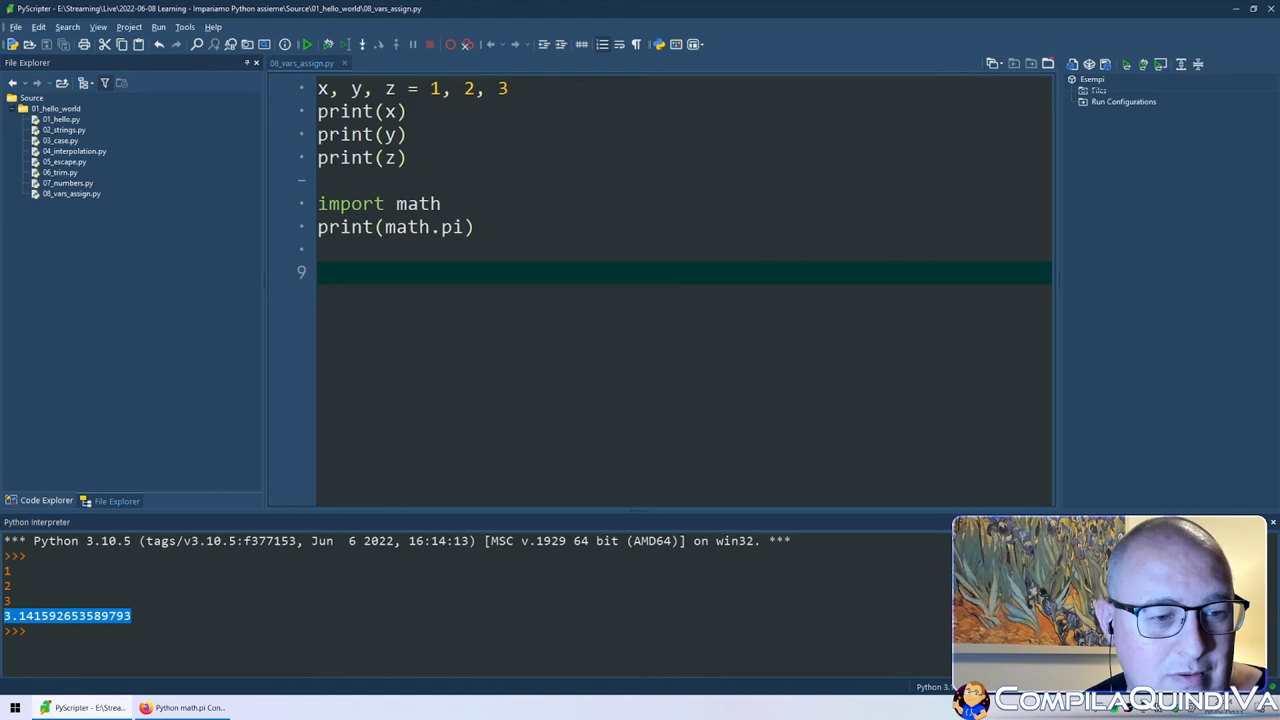 PyScripter - E:\Streaming\Live\2022-06-08 Learning - Impariamo Python assieme\Source\01_hello_world\08_vars_assign.py
File Edit Search View Project Run Tools Help
File Explorer
08_vars_assign.py
Source
01_hello_world
01_hello.py
02_strings.py
03_case.py
04_interpolation.py
05_escape.py
06_trim.py
07_numbers.py
08_vars_assign.py
x, y, z = 1, 2, 3
print(x)
print(y)
print(z)
import math
print(math.pi)
9
Esempi
Files
Run Configurations
Code Explorer File Explorer
Python Interpreter
*** Python 3.10.5 (tags/v3.10.5:f377153, Jun  6 2022, 16:14:13) [MSC v.1929 64 bit (AMD64)] on win32. ***
>>>
1
2
3
3.141592653589793
>>>
Python 3.1
PyScripter - E:\Strea... Python math.pi Con...
CompilaQuindiVa